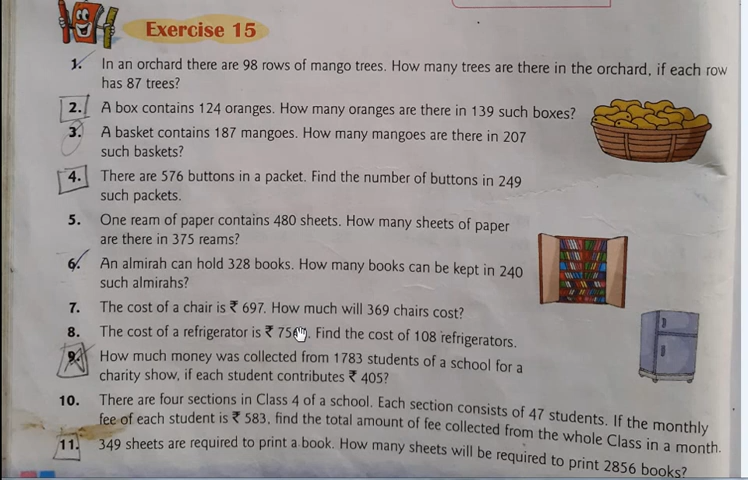 Exercise 15
1. In an orchard there are 98 rows of mango trees. How many trees are there in the orchard, if each row
has 87 trees?
2. A box contains 124 oranges. How many oranges are there in 139 such boxes?
3. A basket contains 187 mangoes. How many mangoes are there in 207
such baskets?
4. There are 576 buttons in a packet. Find the number of buttons in 249
such packets.
5. One ream of paper contains 480 sheets. How many sheets of paper
are there in 375 reams?
6. An almirah can hold 328 books. How many books can be kept in 240
such almirahs?
7. The cost of a chair is ₹ 697. How much will 369 chairs cost?
8. The cost of a refrigerator is ₹ Find the cost of 108 refrigerators.
9. How much money was collected from 1783 students of a school for a
charity show, if each student contributes ₹ 405?
10. There are four sections in Class 4 of a school. Each section consists of 47 students. If the monthly
fee of each student is ₹ 583, find the total amount of fee collected from the whole Class in a month.
11. 349 sheets are required to print a book. How many sheets will be required to print 2856 books?